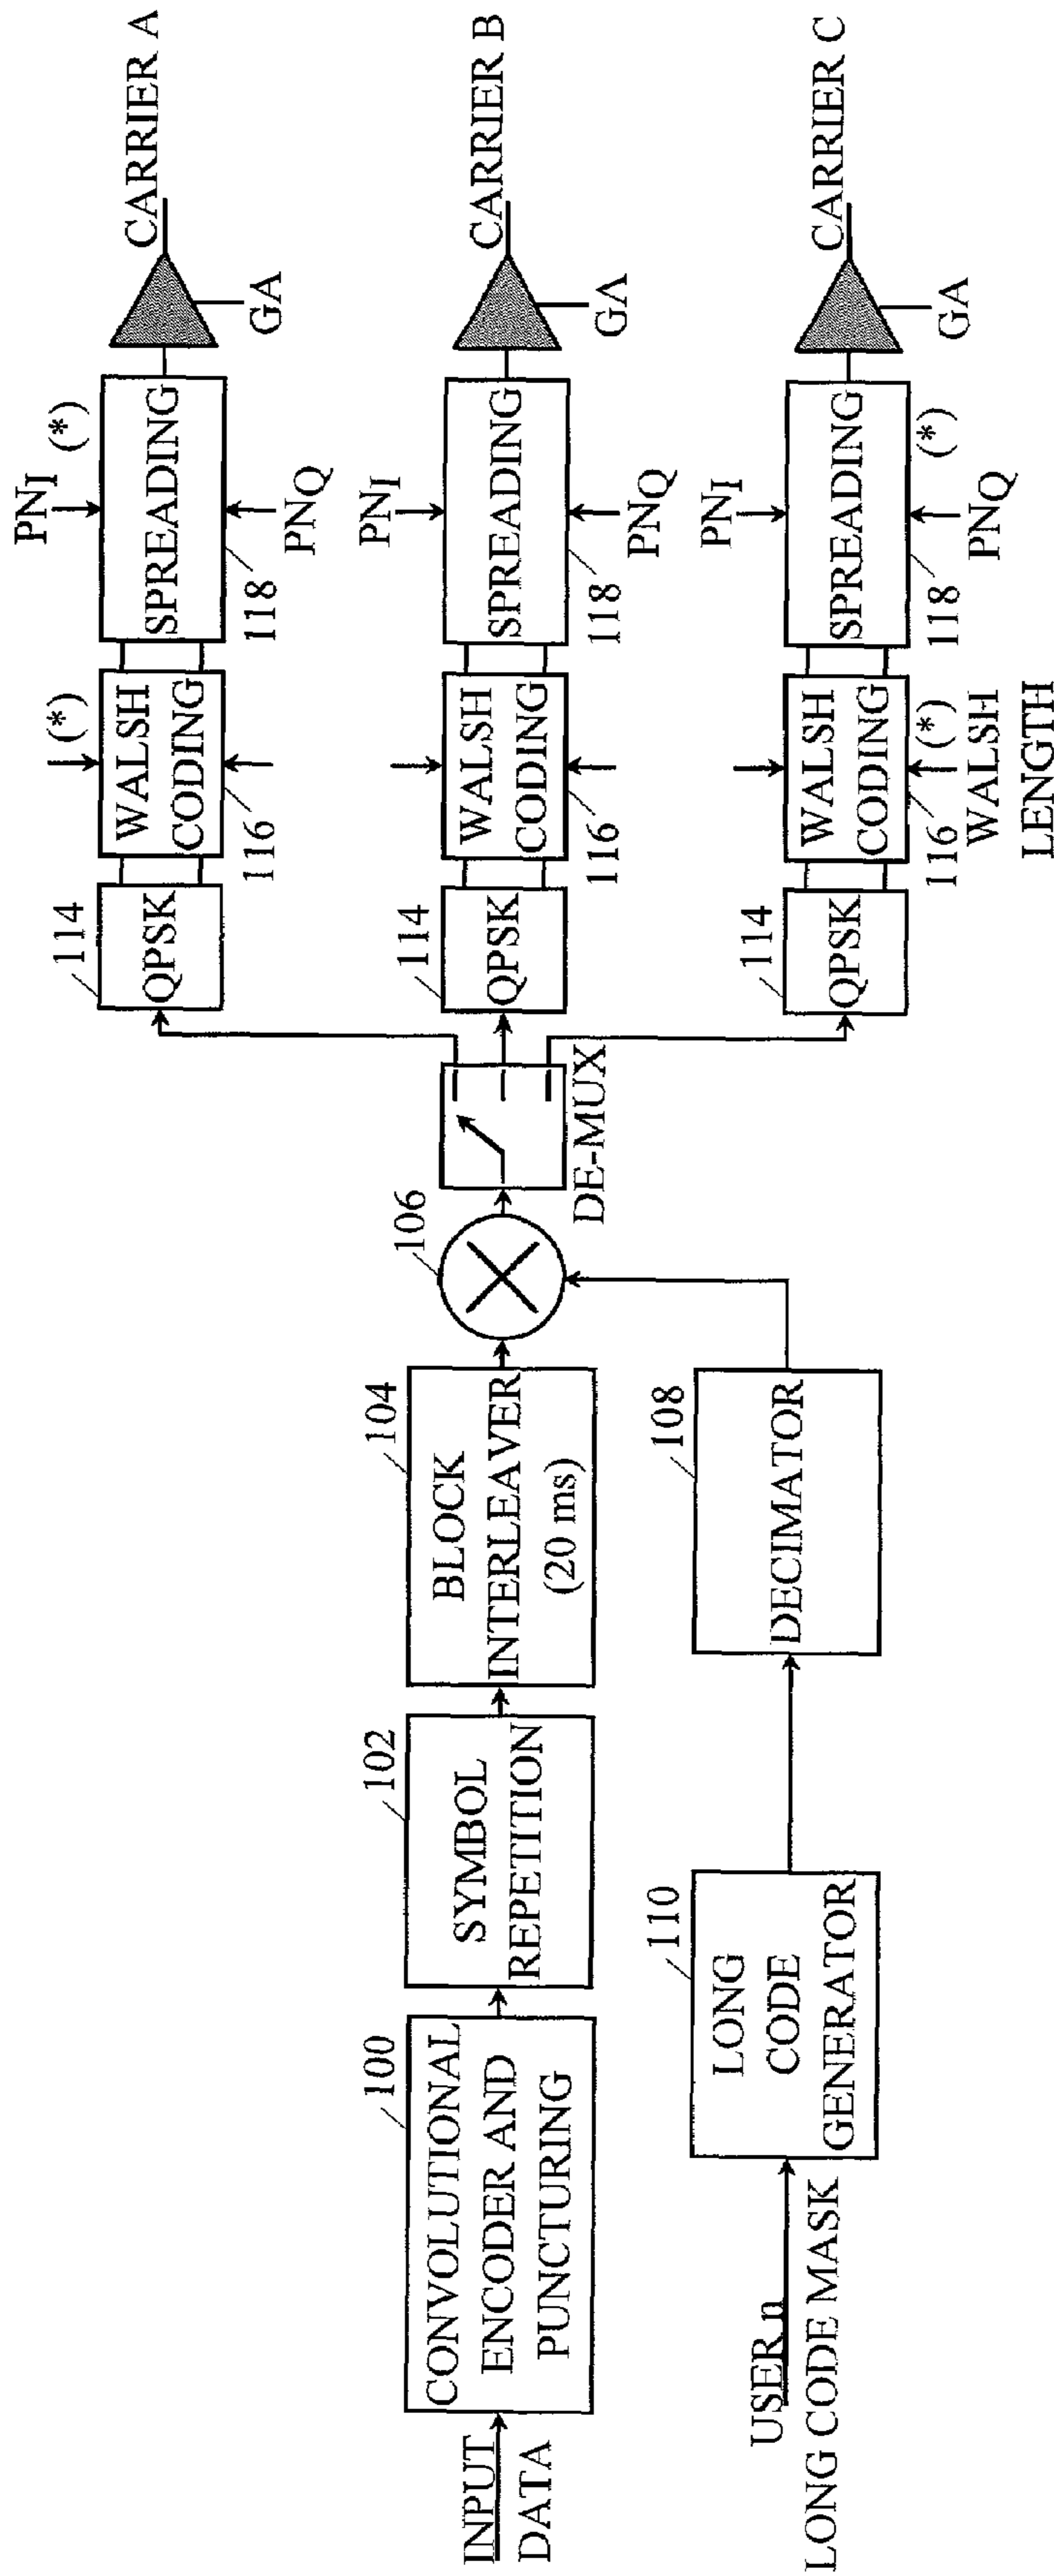 INPUT
DATA
100
CONVOLUTIONAL
ENCODER AND
PUNCTURING
102
SYMBOL
REPETITION
104
BLOCK
INTERLEAVER
(20 ms)
106
USER n
LONG CODE MASK
110
LONG
CODE
GENERATOR
108
DECIMATOR
DE-MUX
114
QPSK
(*)
WALSH
CODING
116
PNI
(*)
SPREADING
118
PNQ
GA
CARRIER A
114
QPSK
WALSH
CODING
116
PNI
SPREADING
118
PNQ
GA
CARRIER B
114
QPSK
WALSH
CODING
116
(*)
WALSH
LENGTH
PNI
SPREADING
118
(*)
PNQ
GA
CARRIER C